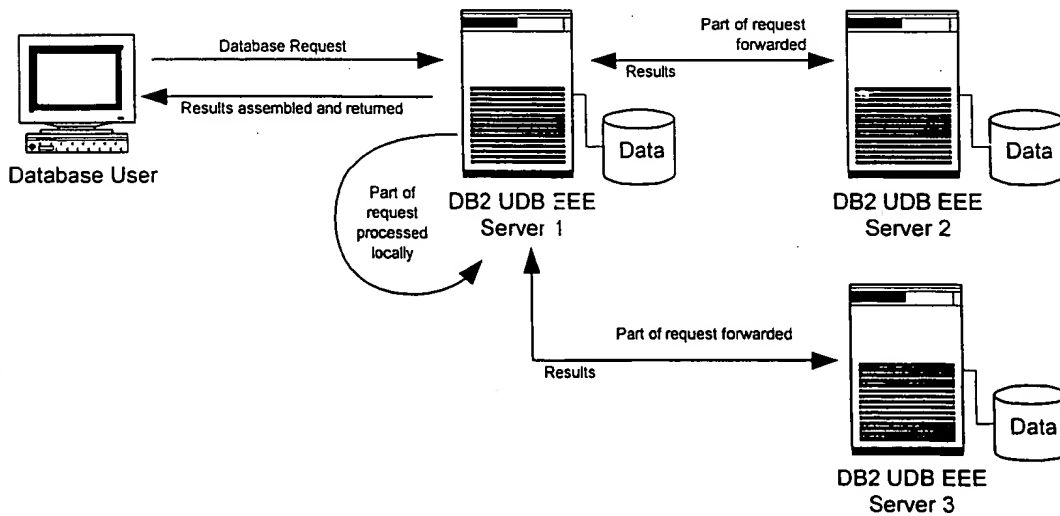 Database Request
Results assembled and returned
Database User
Part of
request
processed
locally
Data
DB2 UDB EEE
Server 1
Part of request
forwarded
Results
Data
DB2 UDB EEE
Server 2
Part of request forwarded
Results
Data
DB2 UDB EEE
Server 3